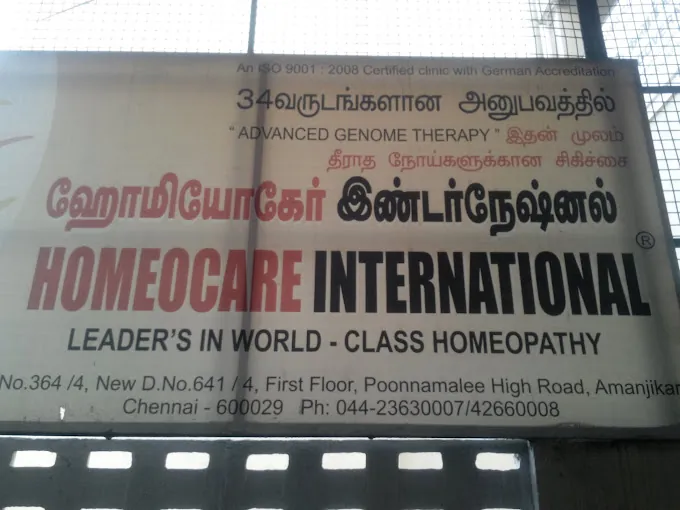 An ISO 9001 : 2008 Certified clinic with German Accreditation
34வருடங்களான அனுபவத்தில்
" ADVANCED GENOME THERAPY " இதன் மூலம்
தீராத நோய்களுக்கான சிகிச்சை
ஹோமியோகேர் இண்டர்நேஷ்னல்
HOMEOCARE INTERNATIONAL ®
LEADER'S IN WORLD - CLASS HOMEOPATHY
No.364 /4, New D.No.641 / 4, First Floor, Poonnamalee High Road, Amanjikar
Chennai - 600029 Ph: 044-23630007/42660008